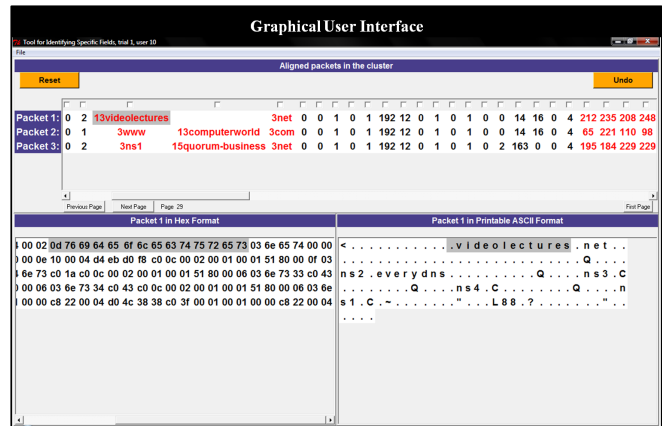 Graphical User Interface
Tool for Identifying Specific Fields, trial 1, user 10
File
Aligned packets in the cluster
Reset Undo
Packet 1: 0 2 13videolectures 3net 0 0 1 0 1 192 12 0 1 0 1 0 0 14 16 0 4 212 235 208 248
Packet 2: 0 1 3www 13computerworld 3com 0 0 1 0 1 192 12 0 1 0 1 0 0 14 16 0 4 65 221 110 98
Packet 3: 0 2 3ns1 15quorum-business 3net 0 0 1 0 1 192 12 0 1 0 1 0 2 163 0 0 4 195 184 229 229
Previous Page Next Page Page 29 First Page
Packet 1 in Hex Format Packet 1 in Printable ASCII Format
00 02 0d 76 69 64 65 6f 6c 65 63 74 75 72 65 73 03 6e 65 74 00 00 < . . . . . . . . . . . . v i d e o l e c t u r e s . n e t . .
00 0e 10 00 04 d4 eb d0 f8 c0 0c 00 02 00 01 00 01 51 80 00 0f 03 . . . . . . . . . . . . . . . . . . . Q . . . .
6e 73 c0 1a c0 0c 00 02 00 01 00 01 51 80 00 06 03 6e 73 33 c0 43 n s 2 . e v e r y d n s . . . . . . . . . Q . . . . n s 3 . C
00 06 03 6e 73 34 c0 43 c0 0c 00 02 00 01 00 01 51 80 00 06 03 6e . . . . . . . . Q . . . . n s 4 . C . . . . . . . . . Q . . . . n
00 00 c8 22 00 04 d0 4c 38 38 c0 3f 00 01 00 01 00 00 c8 22 00 04 s 1 . C . ~ . . . . . . . " . . . L 8 8 . ? . . . . . . . " . .
. . . .